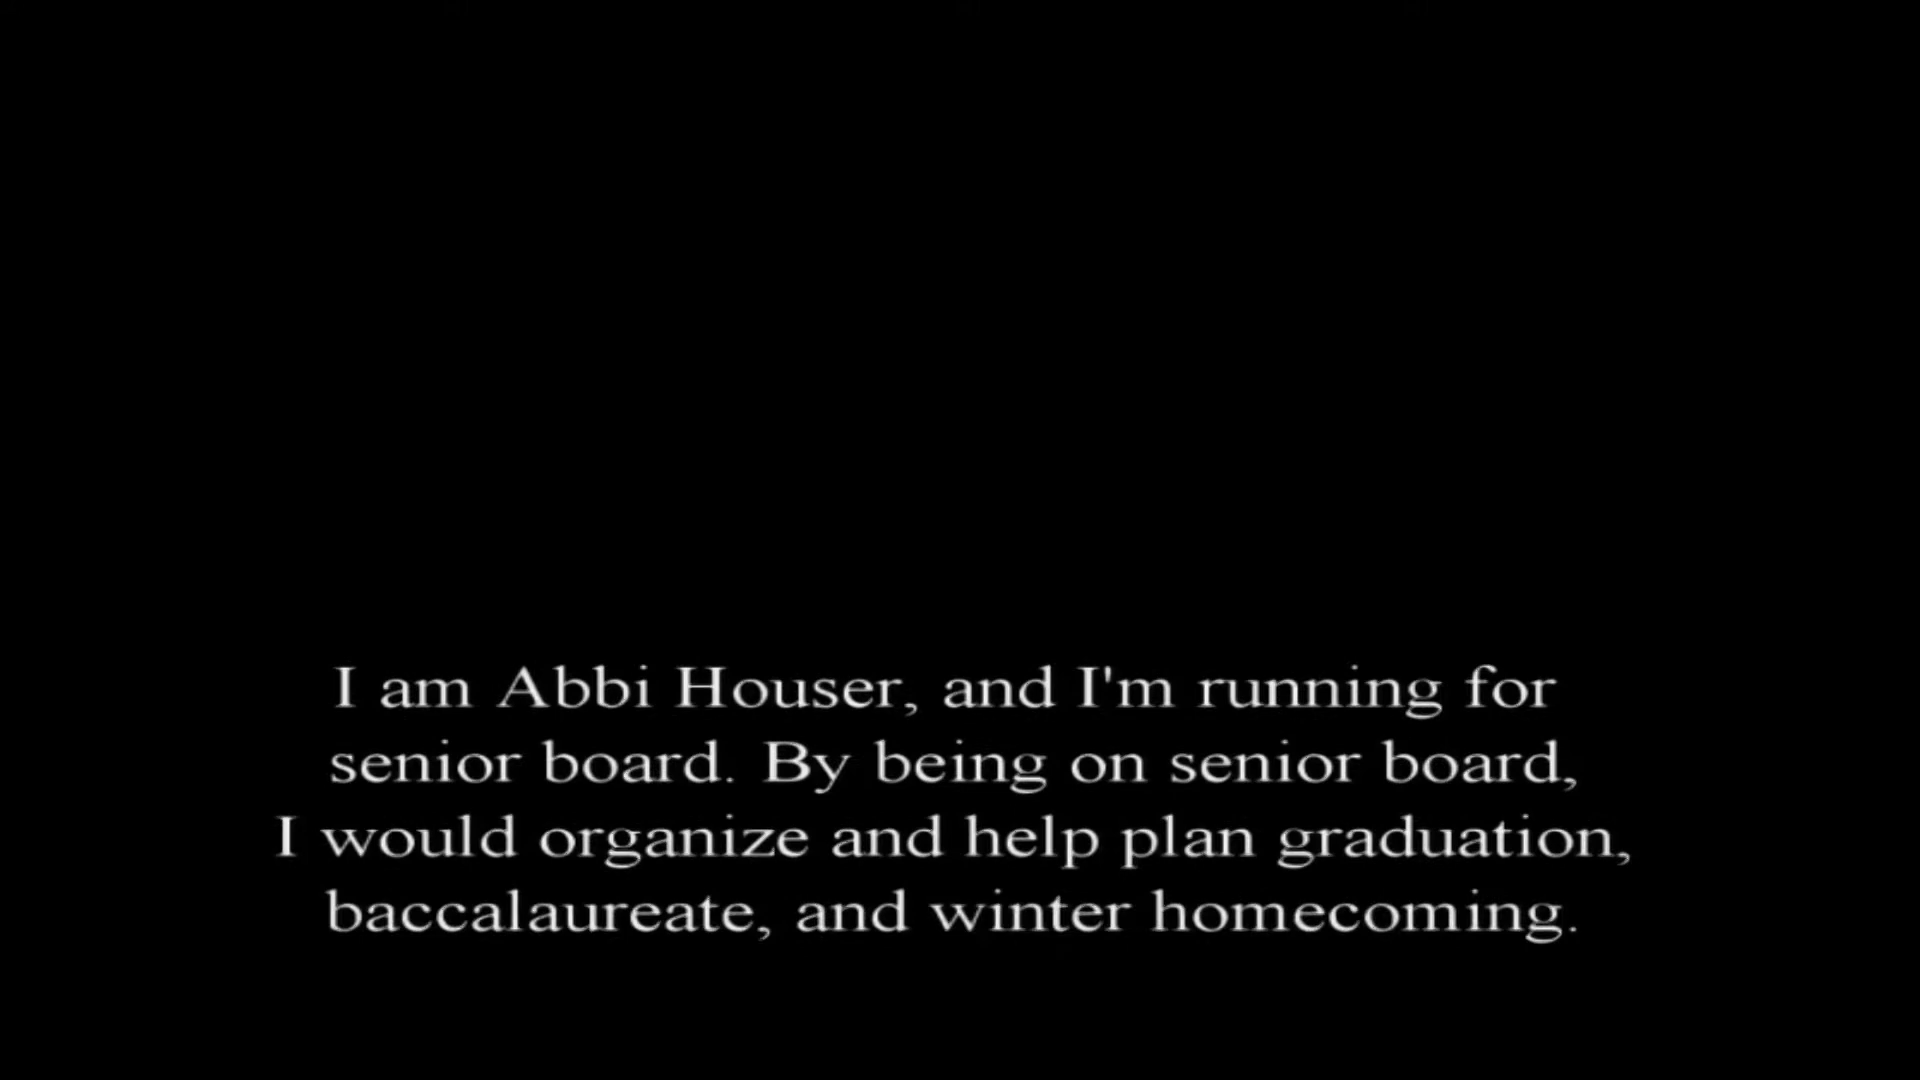 I am Abbi Houser, and I'm running for
senior board. By being on senior board,
I would organize and help plan graduation,
baccalaureate, and winter homecoming.